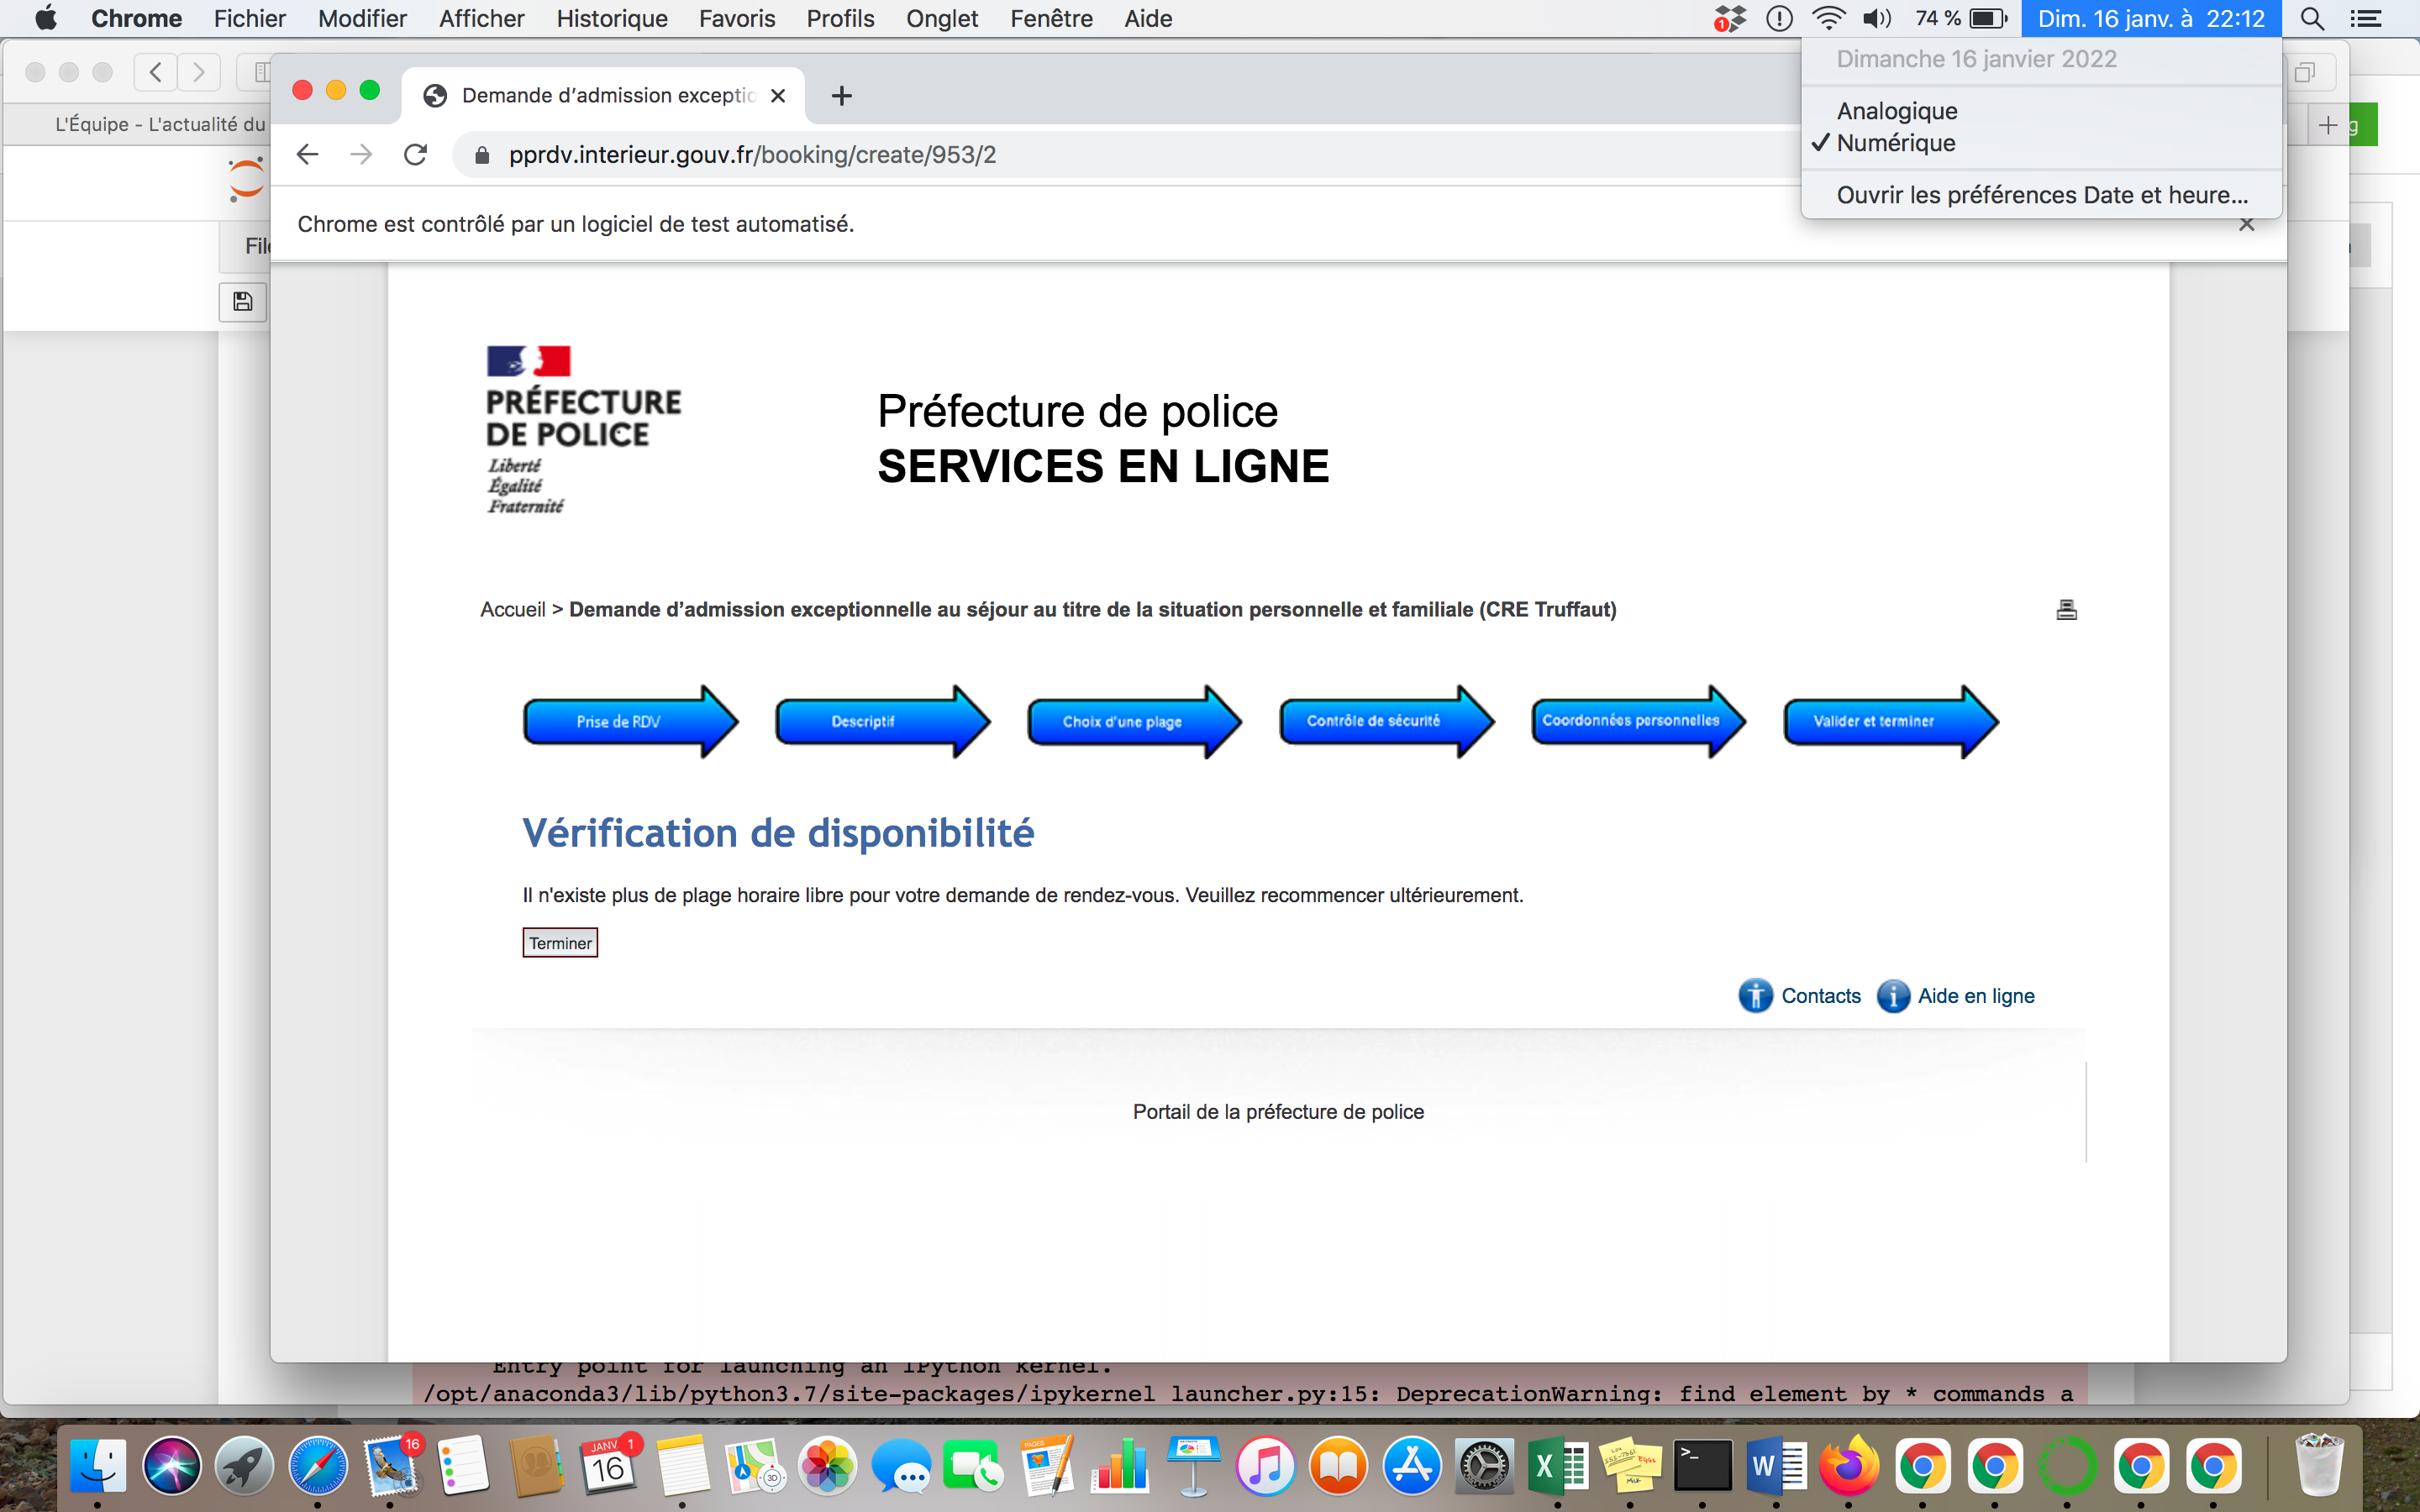 Chrome Fichier Modifier Afficher Historique Favoris Profils Onglet Fenêtre Aide 1 74 % Dim. 16 janv. à 22:12
Dimanche 16 janvier 2022
Analogique
✓ Numérique
Ouvrir les préférences Date et heure...
L'Équipe - L'actualité du
Demande d'admission exceptio
pprdv.interieur.gouv.fr/booking/create/953/2
Chrome est contrôlé par un logiciel de test automatisé.
PRÉFECTURE
DE POLICE
Liberté
Égalité
Fraternité
Préfecture de police
SERVICES EN LIGNE
Accueil > Demande d'admission exceptionnelle au séjour au titre de la situation personnelle et familiale (CRE Truffaut)
Prise de RDV Descriptif Choix d'une plage Contrôle de sécurité Coordonnées personnelles Valider et terminer
Vérification de disponibilité
Il n'existe plus de plage horaire libre pour votre demande de rendez-vous. Veuillez recommencer ultérieurement.
Terminer
Contacts Aide en ligne
Portail de la préfecture de police
Entry point for launching an IPython kernel.
/opt/anaconda3/lib/python3.7/site-packages/ipykernel_launcher.py:15: DeprecationWarning: find_element_by_* commands a
16 JANV. 1 16 PAGES 3D